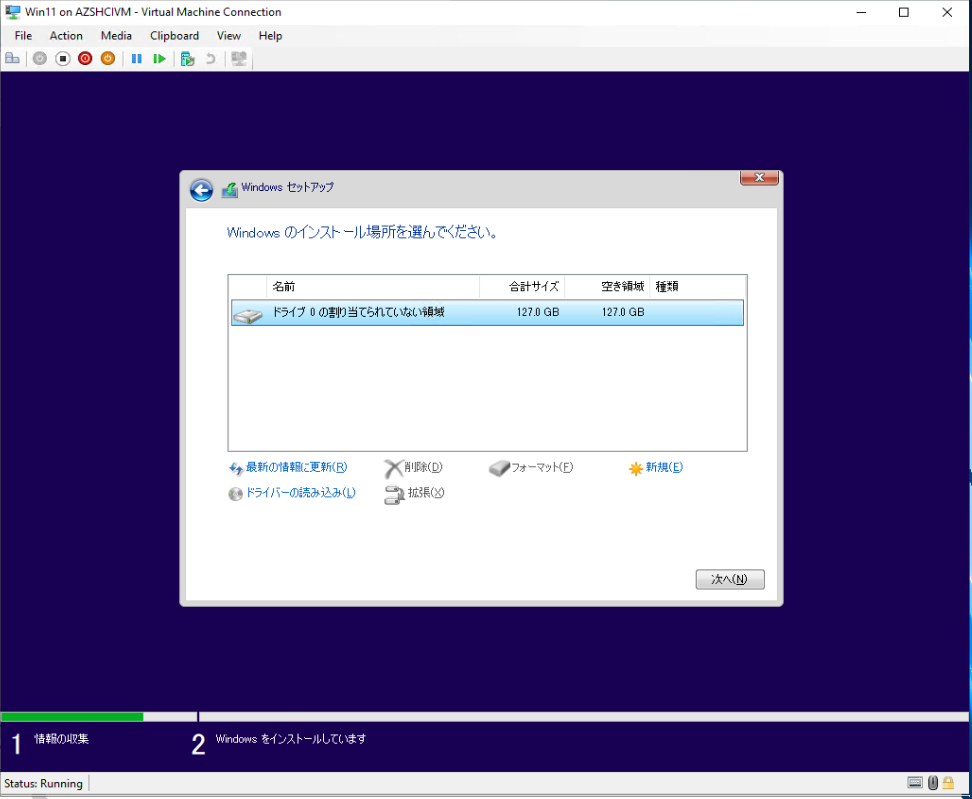 Win11 on AZSHCIVM - Virtual Machine Connection
File Action Media Clipboard View Help
Windows セットアップ
Windows のインストール場所を選んでください。
名前 合計サイズ 空き領域 種類
ドライブ 0 の割り当てられていない領域 127.0 GB 127.0 GB
最新の情報に更新(R) 削除(D) フォーマット(F) 新規(E)
ドライバーの読み込み(L) 拡張(X)
次へ(N)
1 情報の収集 2 Windows をインストールしています
Status: Running